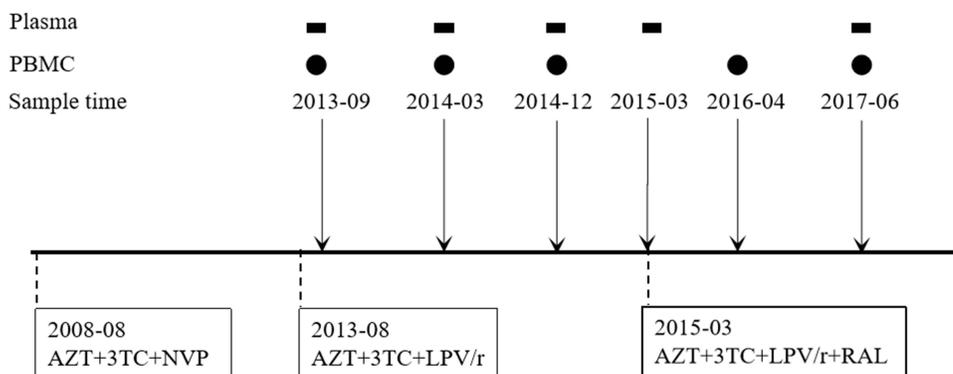 Plasma
PBMC
Sample time 2013-09 2014-03 2014-12 2015-03 2016-04 2017-06
2008-08
AZT+3TC+NVP
2013-08
AZT+3TC+LPV/r
2015-03
AZT+3TC+LPV/r+RAL